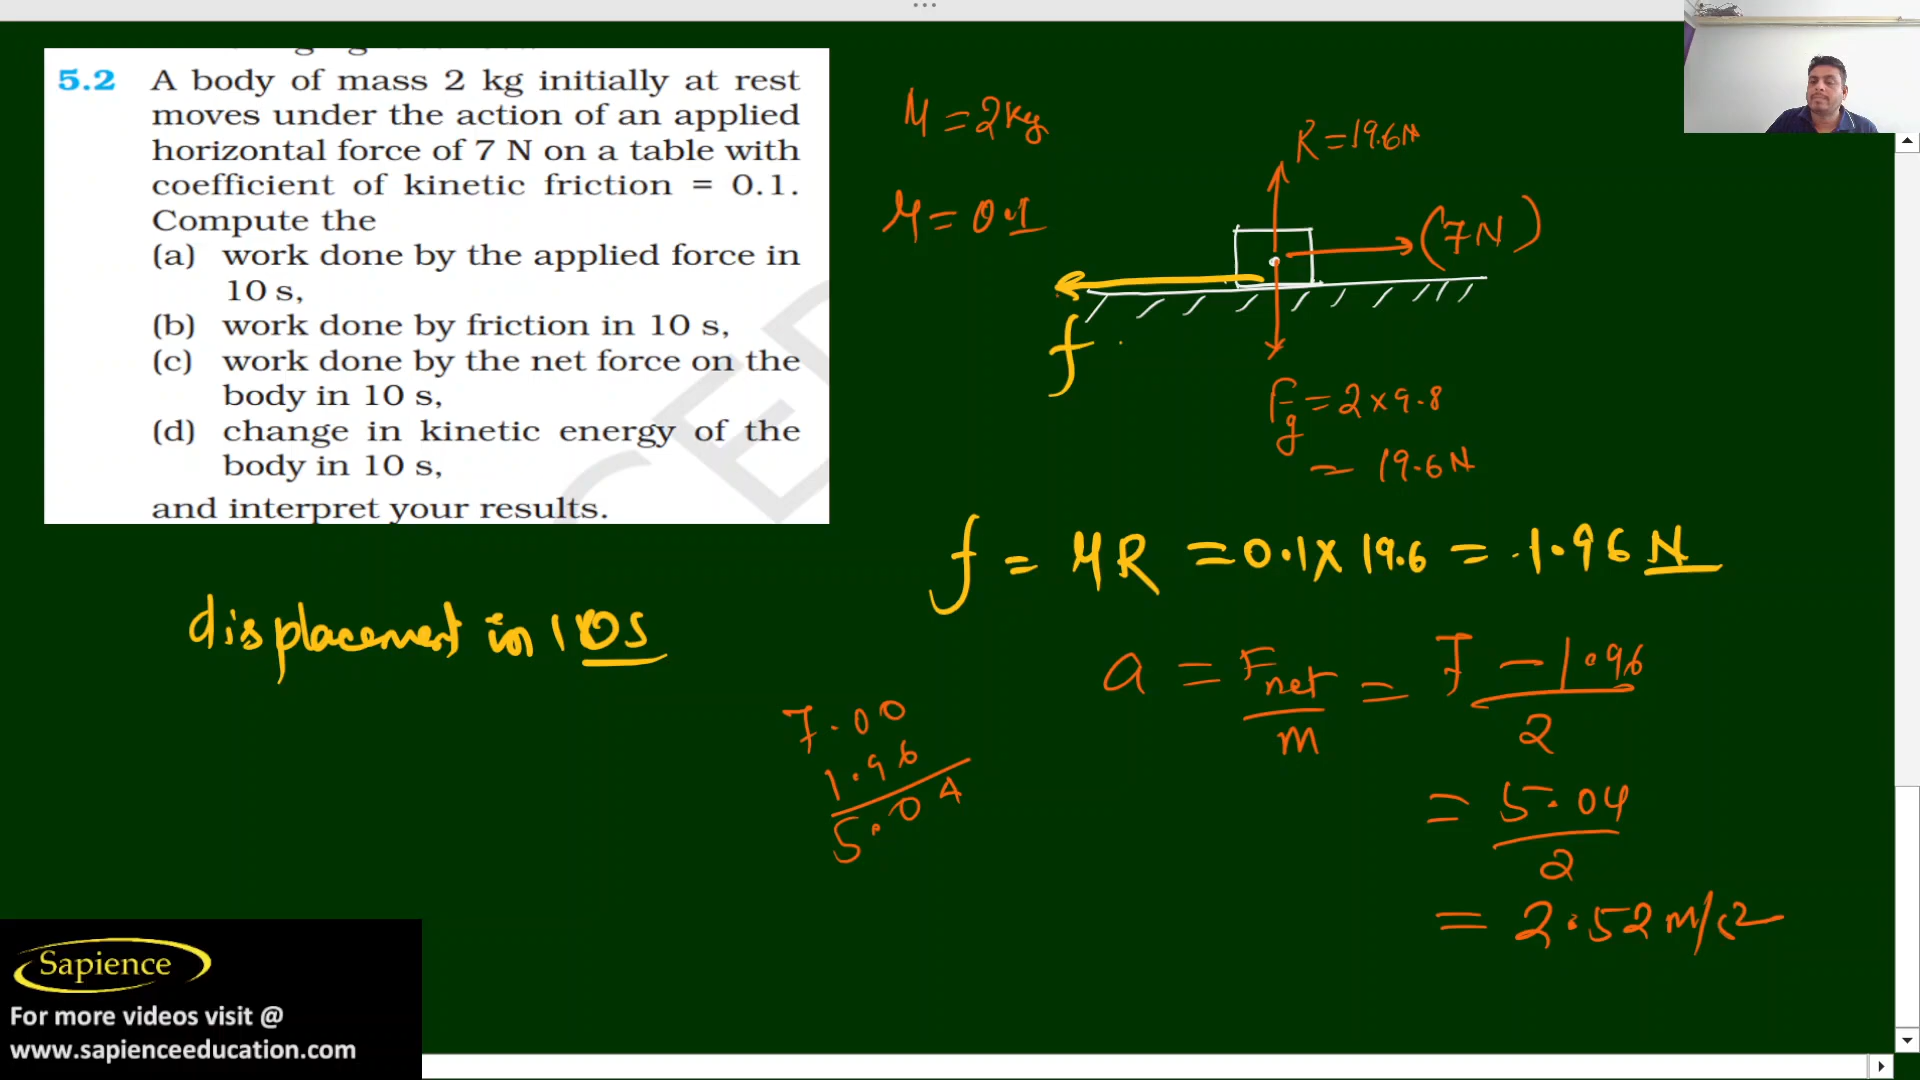 5.2 A body of mass 2 kg initially at rest
moves under the action of an applied
horizontal force of 7 N on a table with
coefficient of kinetic friction = 0.1.
Compute the
(a) work done by the applied force in
10 s,
(b) work done by friction in 10 s,
(c) work done by the net force on the
body in 10 s,
(d) change in kinetic energy of the
body in 10 s,
and interpret your results.
M = 2kg
μ = 0.1
R = 19.6N
(7N)
f
Fg = 2 × 9.8
= 19.6 N
f = μR = 0.1 × 19.6 = 1.96 N
displacement in 10s
a = Fnet/m = 7 - 1.96/2
= 5.04/2
= 2.52 m/s2
7.00
1.96
5.04
Sapience
For more videos visit @
www.sapienceeducation.com